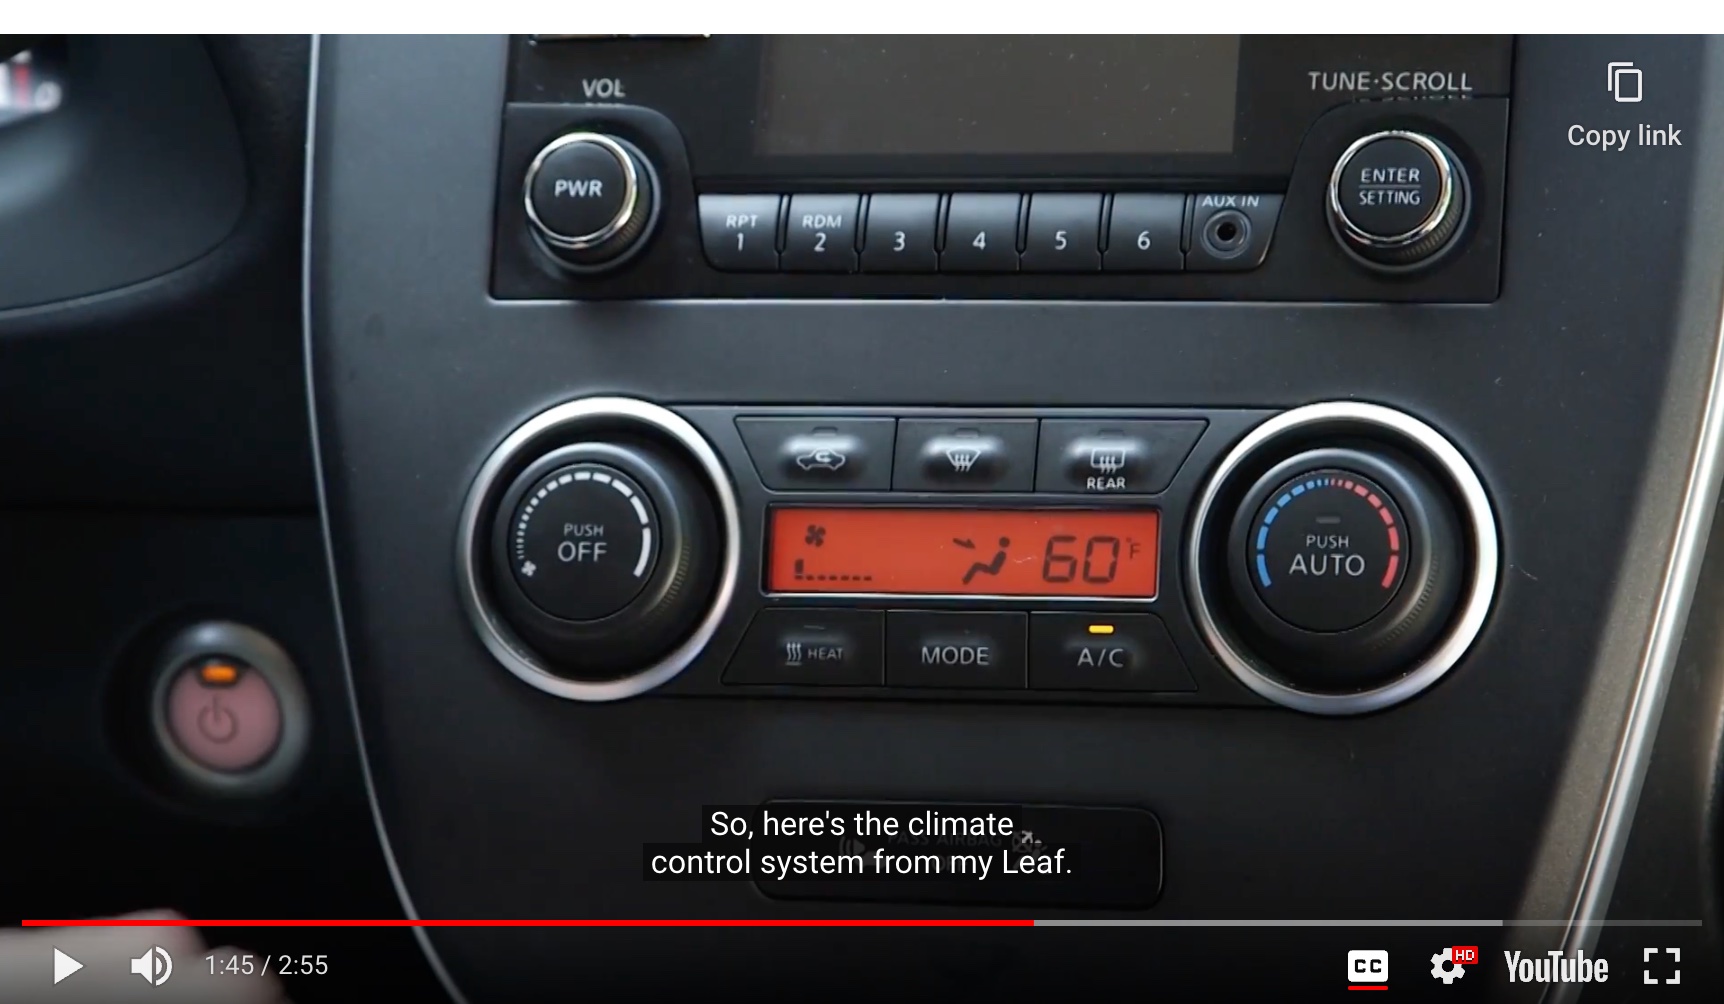 VOL
TUNE·SCROLL
Copy link
PWR
ENTER
SETTING
RPT
1
RDM
2
3
4
5
6
AUX IN
REAR
PUSH
OFF
60°F
PUSH
AUTO
HEAT
MODE
A/C
So, here's the climate
control system from my Leaf.
1:45 / 2:55
CC
HD
YouTube